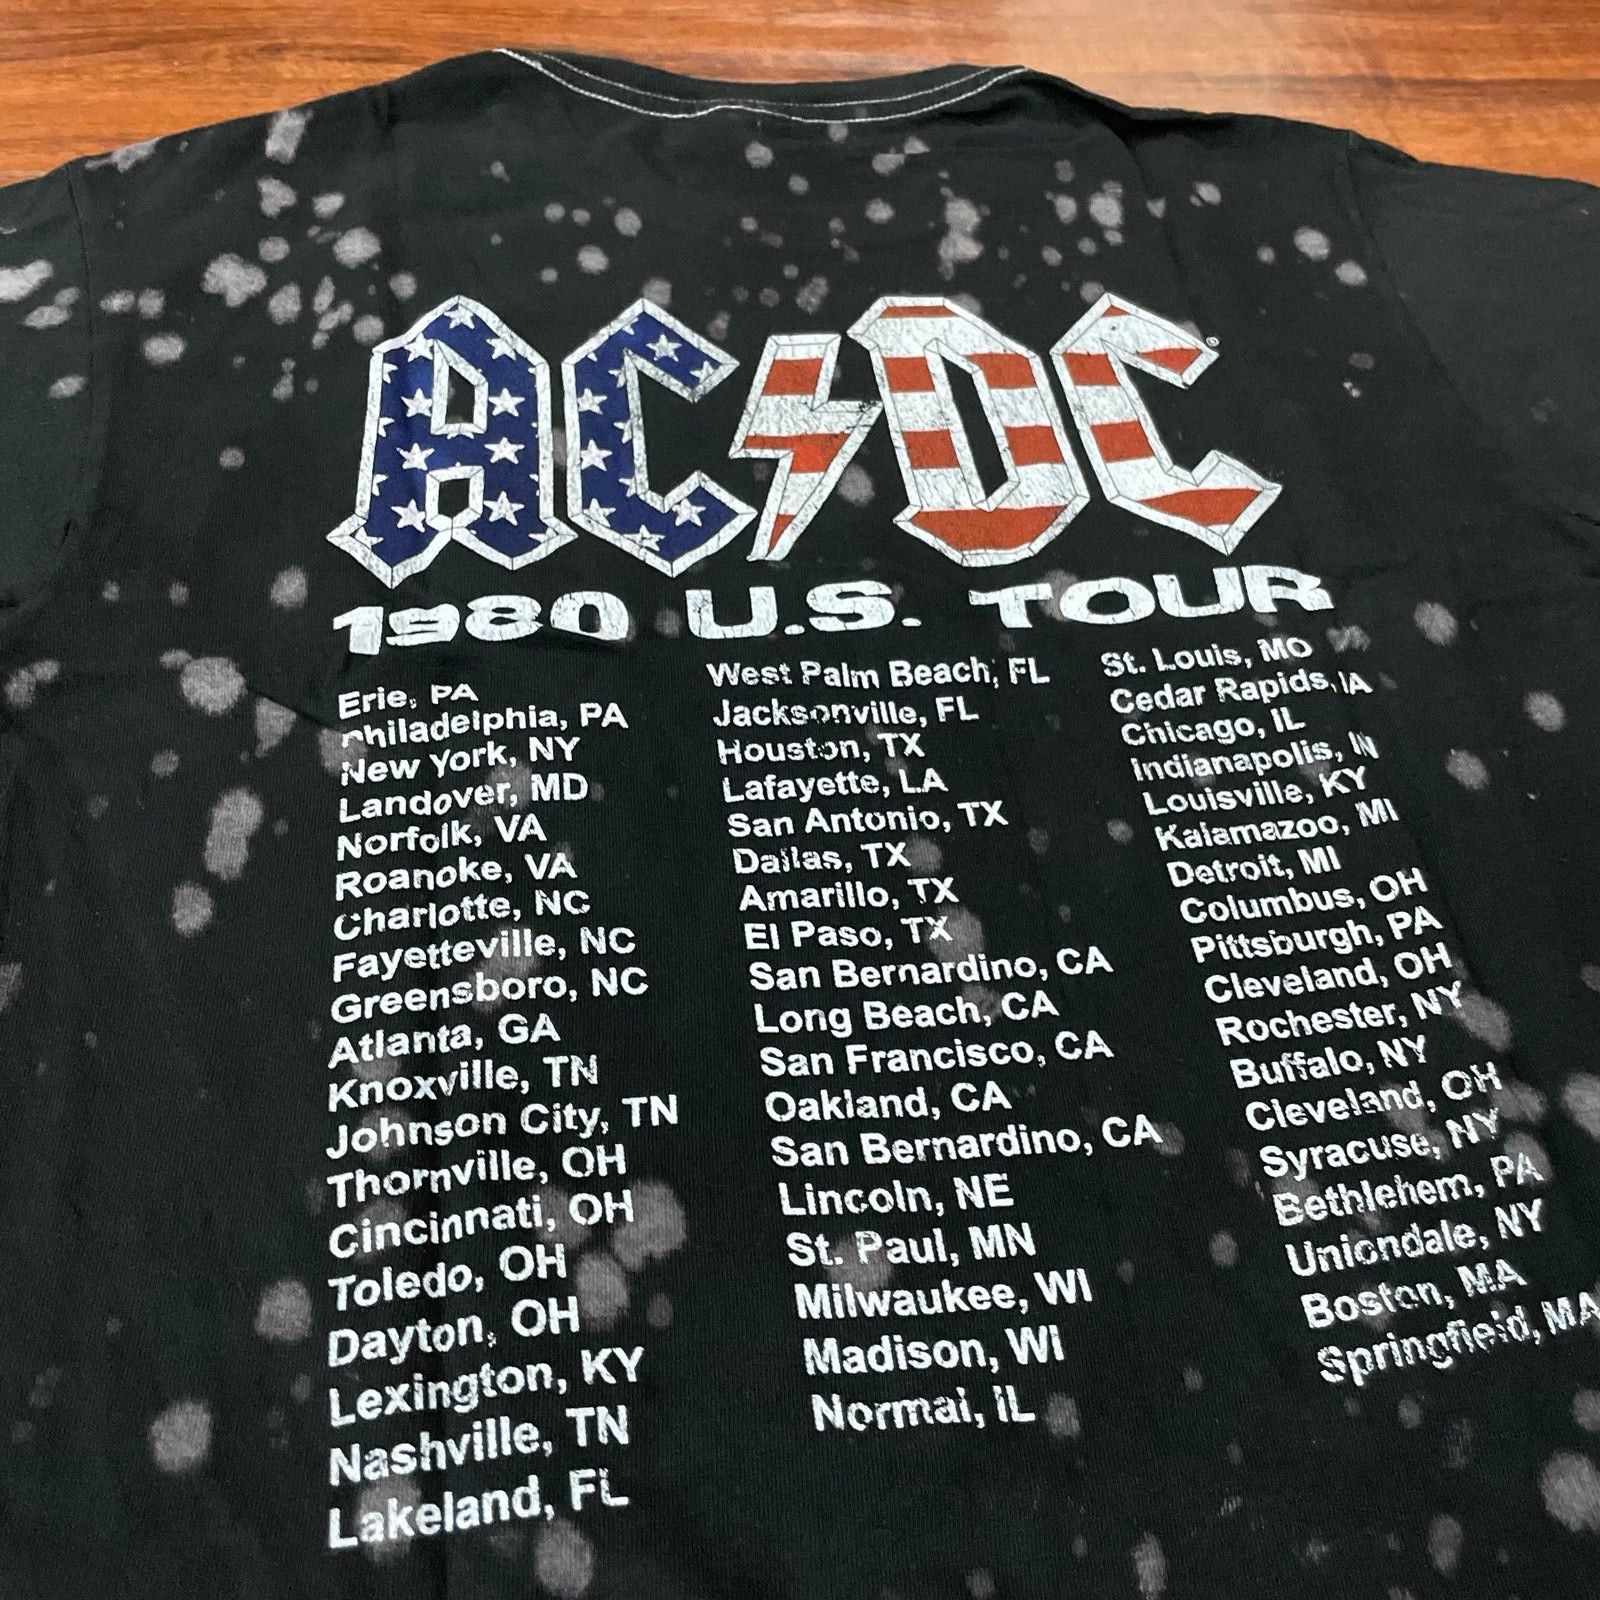 AC/DC®
1980 U.S. TOUR
Erie, PA
Philadelphia, PA
New York, NY
Landover, MD
Norfolk, VA
Roanoke, VA
Charlotte, NC
Fayetteville, NC
Greensboro, NC
Atlanta, GA
Knoxville, TN
Johnson City, TN
Thornville, OH
Cincinnati, OH
Toledo, OH
Dayton, OH
Lexington, KY
Nashville, TN
Lakeland, FL
West Palm Beach, FL
Jacksonville, FL
Houston, TX
Lafayette, LA
San Antonio, TX
Dallas, TX
Amarillo, TX
El Paso, TX
San Bernardino, CA
Long Beach, CA
San Francisco, CA
Oakland, CA
San Bernardino, CA
Lincoln, NE
St. Paul, MN
Milwaukee, WI
Madison, WI
Normal, IL
St. Louis, MO
Cedar Rapids, IA
Chicago, IL
Indianapolis, IN
Louisville, KY
Kalamazoo, MI
Detroit, MI
Columbus, OH
Pittsburgh, PA
Cleveland, OH
Rochester, NY
Buffalo, NY
Cleveland, OH
Syracuse, NY
Bethlehem, PA
Uniondale, NY
Boston, MA
Springfield, MA